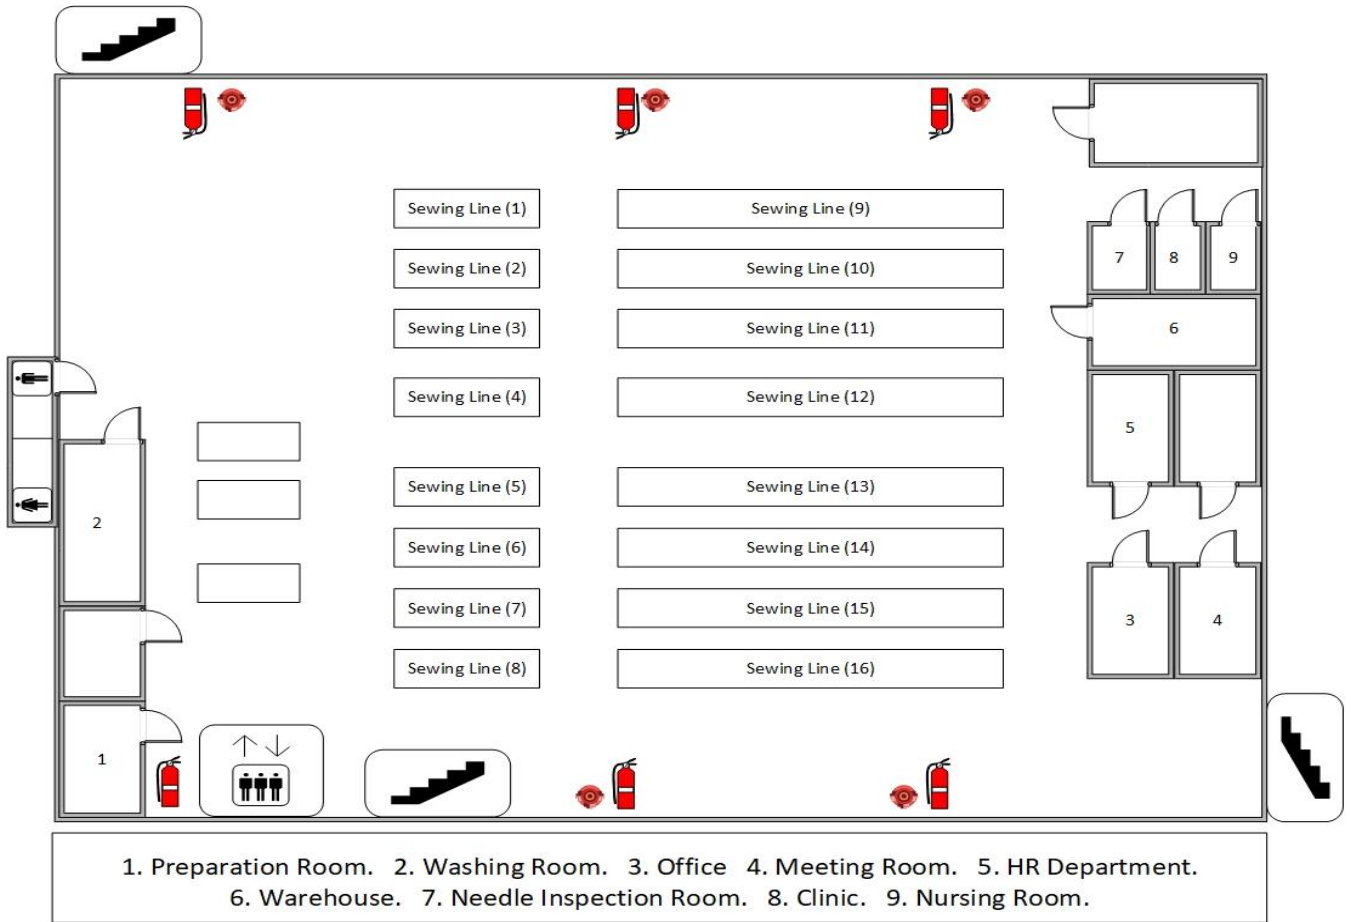 Sewing Line (1)
Sewing Line (9)
Sewing Line (2)
Sewing Line (10)
7
8
9
Sewing Line (3)
Sewing Line (11)
6
Sewing Line (4)
Sewing Line (12)
5
Sewing Line (5)
Sewing Line (13)
2
Sewing Line (6)
Sewing Line (14)
Sewing Line (7)
Sewing Line (15)
3
4
Sewing Line (8)
Sewing Line (16)
1
1. Preparation Room. 2. Washing Room. 3. Office 4. Meeting Room. 5. HR Department.
6. Warehouse. 7. Needle Inspection Room. 8. Clinic. 9. Nursing Room.